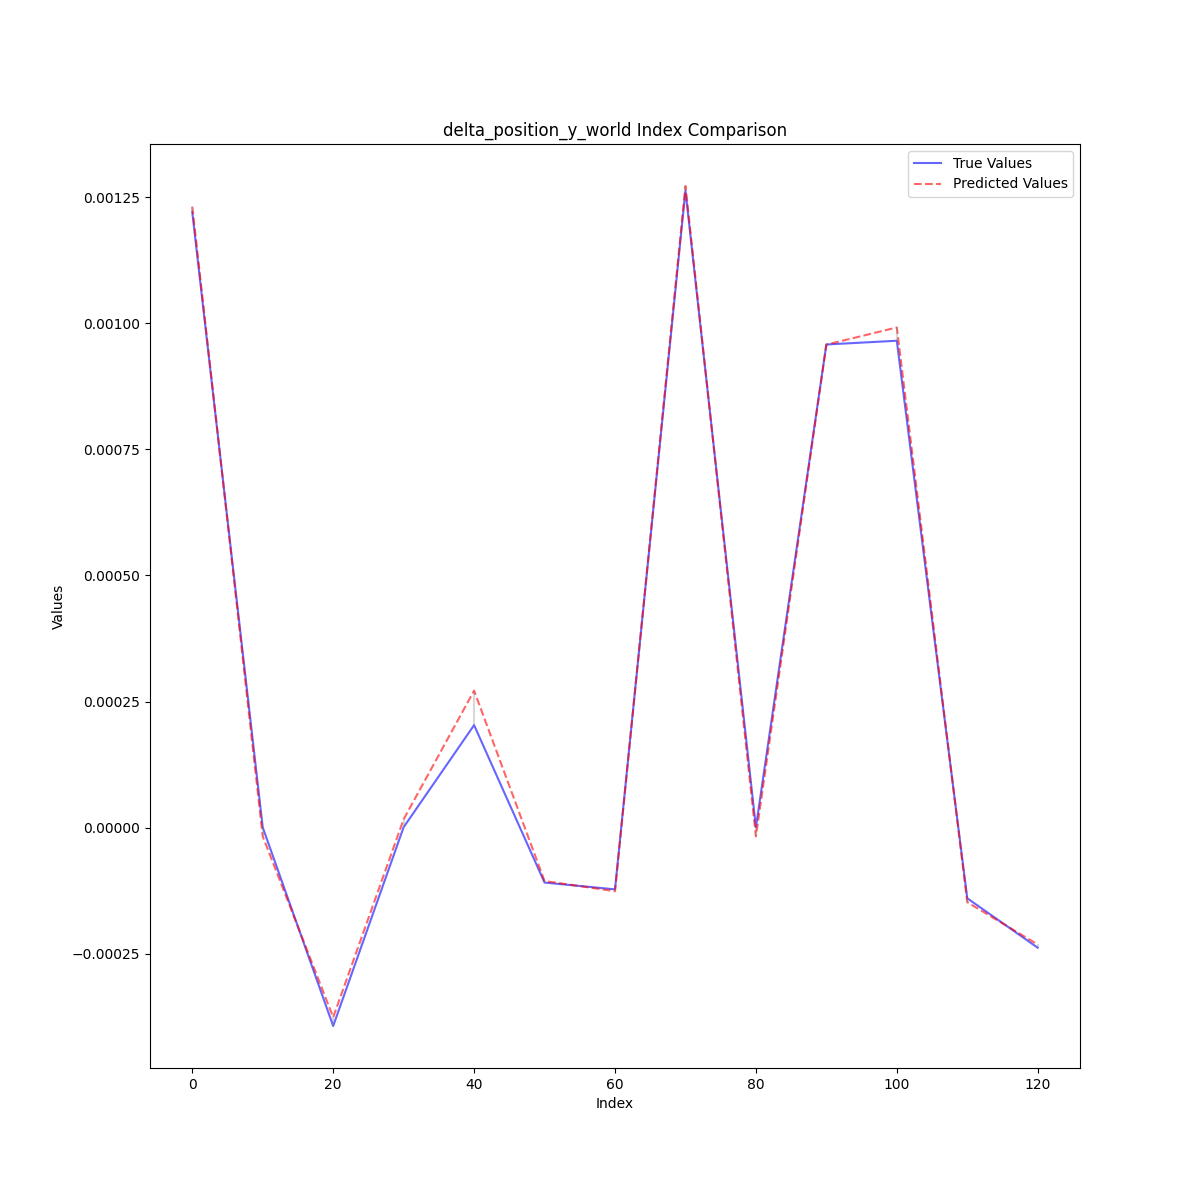 delta_position_y_world Index Comparison
True Values
Predicted Values
0.00125
0.00100
0.00075
0.00050
0.00025
0.00000
−0.00025
Values
0 20 40 60 80 100 120
Index